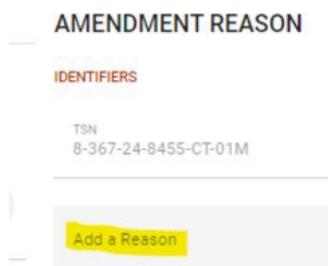 AMENDMENT REASON
IDENTIFIERS
TSN
8-367-24-8455-CT-01M
Add a Reason